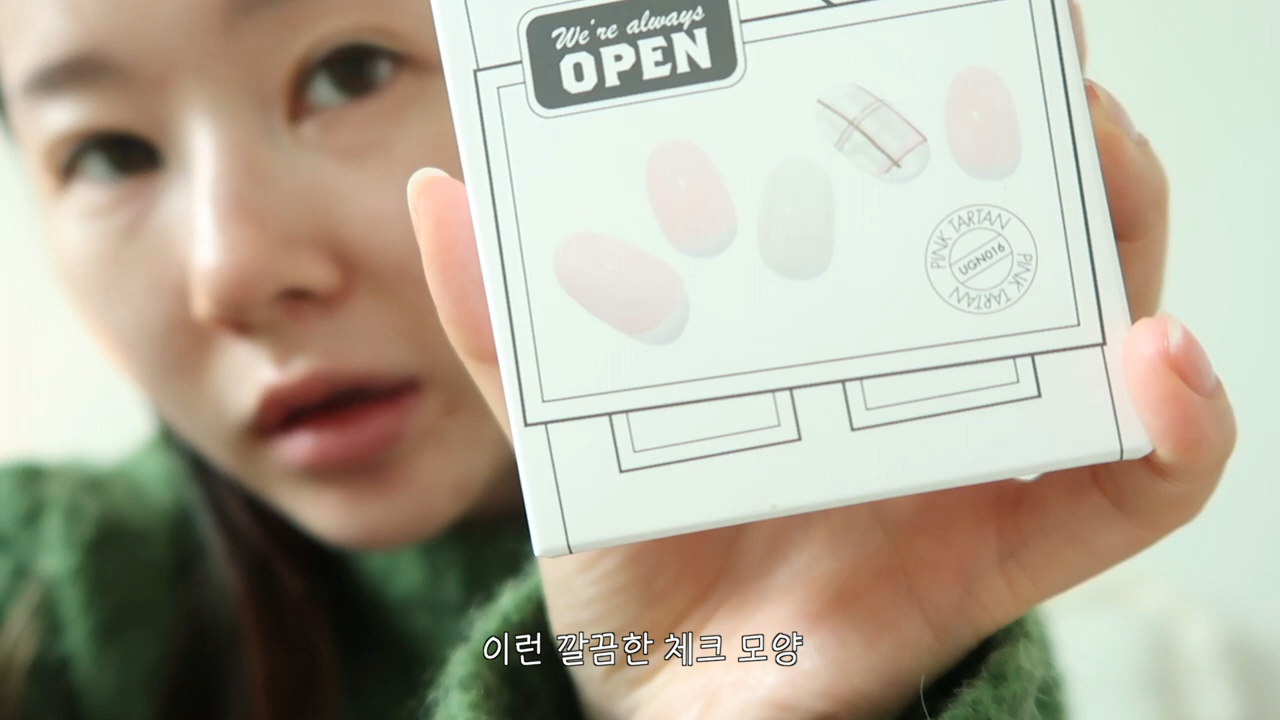 We're always
OPEN
PINK TARTAN
UGN016
PINK TARTAN
이런 깔끔한 체크 모양